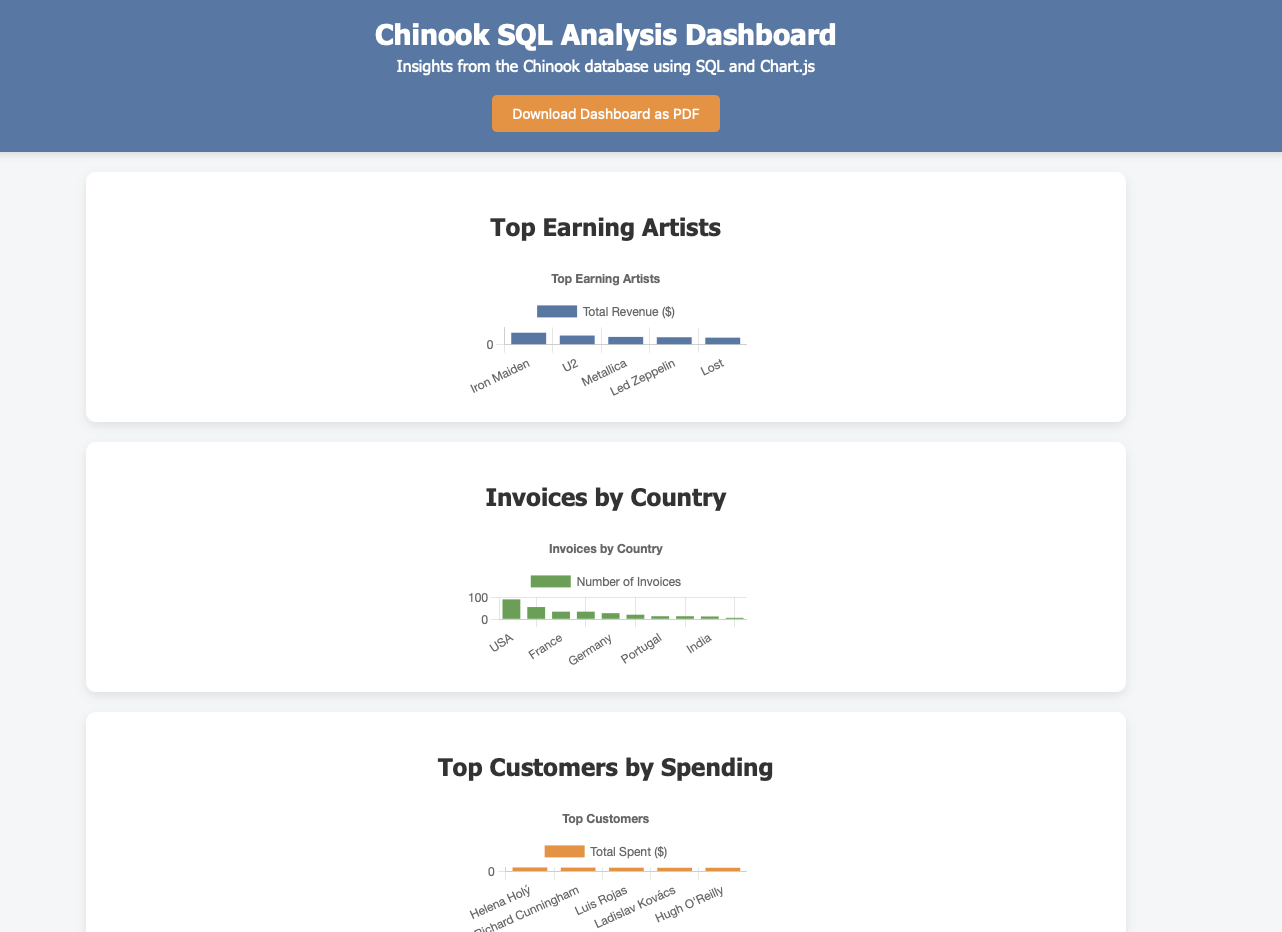 Chinook SQL Analysis Dashboard
Insights from the Chinook database using SQL and Chart.js
Download Dashboard as PDF
Top Earning Artists
Top Earning Artists
Total Revenue ($)
0
Iron Maiden
U2
Metallica
Led Zeppelin
Lost
Invoices by Country
Invoices by Country
Number of Invoices
100
0
USA
France
Germany
Portugal
India
Top Customers by Spending
Top Customers
Total Spent ($)
0
Helena Holý
Richard Cunningham
Luis Rojas
Ladislav Kovács
Hugh O'Reilly